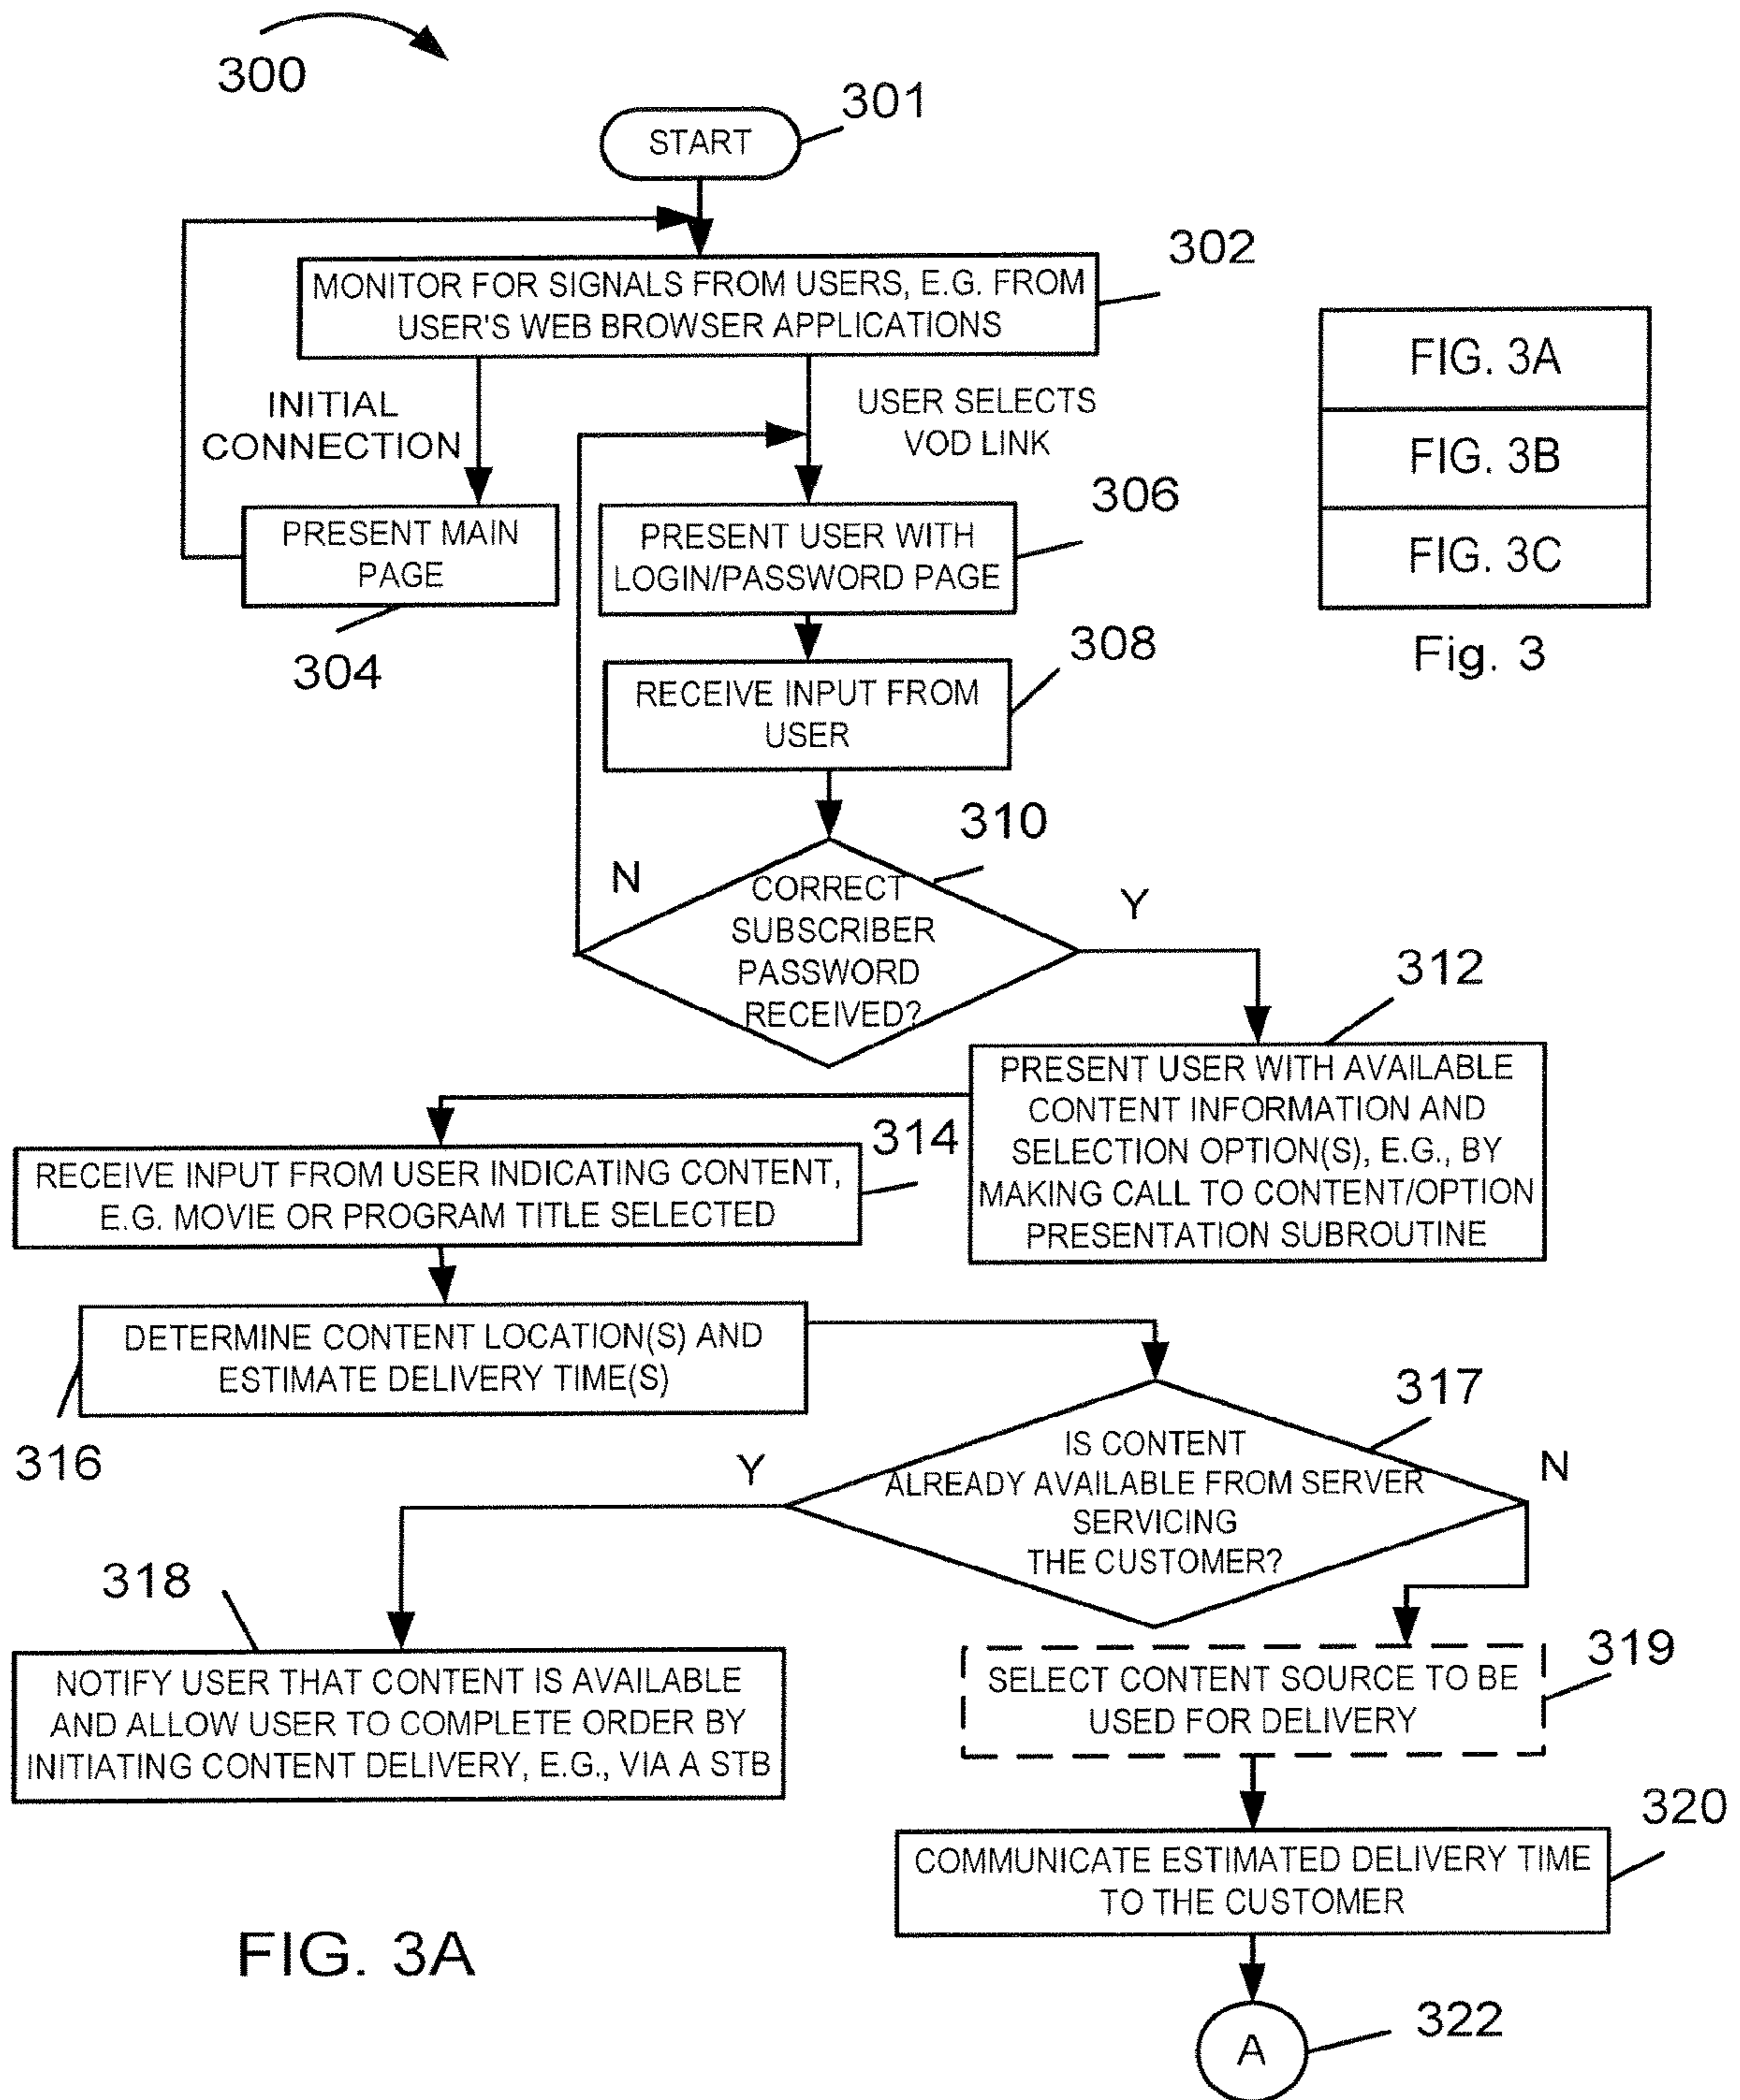 300
301
START
302
MONITOR FOR SIGNALS FROM USERS, E.G. FROM
USER'S WEB BROWSER APPLICATIONS
FIG. 3A
FIG. 3B
FIG. 3C
Fig. 3
INITIAL
CONNECTION
USER SELECTS
VOD LINK
PRESENT MAIN
PAGE
304
306
PRESENT USER WITH
LOGIN/PASSWORD PAGE
308
RECEIVE INPUT FROM
USER
310
N
CORRECT
SUBSCRIBER
PASSWORD
RECEIVED?
Y
312
PRESENT USER WITH AVAILABLE
CONTENT INFORMATION AND
SELECTION OPTION(S), E.G., BY
MAKING CALL TO CONTENT/OPTION
PRESENTATION SUBROUTINE
314
RECEIVE INPUT FROM USER INDICATING CONTENT,
E.G. MOVIE OR PROGRAM TITLE SELECTED
DETERMINE CONTENT LOCATION(S) AND
ESTIMATE DELIVERY TIME(S)
316
317
Y
IS CONTENT
ALREADY AVAILABLE FROM SERVER
SERVICING
THE CUSTOMER?
N
318
NOTIFY USER THAT CONTENT IS AVAILABLE
AND ALLOW USER TO COMPLETE ORDER BY
INITIATING CONTENT DELIVERY, E.G., VIA A STB
319
SELECT CONTENT SOURCE TO BE
USED FOR DELIVERY
320
COMMUNICATE ESTIMATED DELIVERY TIME
TO THE CUSTOMER
FIG. 3A
A
322